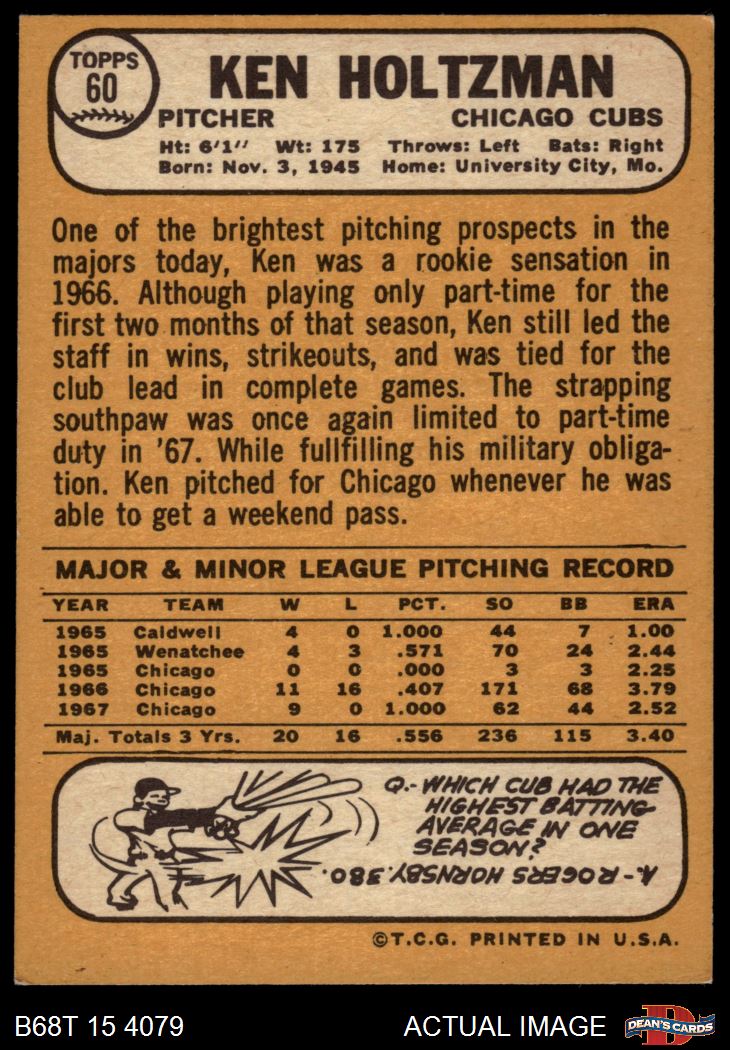 TOPPS
60
KEN HOLTZMAN
PITCHER CHICAGO CUBS
Ht: 6'1" Wt: 175 Throws: Left Bats: Right
Born: Nov. 3, 1945 Home: University City, Mo.
One of the brightest pitching prospects in the
majors today, Ken was a rookie sensation in
1966. Although playing only part-time for the
first two months of that season, Ken still led the
staff in wins, strikeouts, and was tied for the
club lead in complete games. The strapping
southpaw was once again limited to part-time
duty in '67. While fullfilling his military obliga-
tion. Ken pitched for Chicago whenever he was
able to get a weekend pass.
MAJOR & MINOR LEAGUE PITCHING RECORD
YEAR TEAM W L PCT. SO BB ERA
1965 Caldwell 4 0 1.000 44 7 1.00
1965 Wenatchee 4 3 .571 70 24 2.44
1965 Chicago 0 0 .000 3 3 2.25
1966 Chicago 11 16 .407 171 68 3.79
1967 Chicago 9 0 1.000 62 44 2.52
Maj. Totals 3 Yrs. 20 16 .556 236 115 3.40
Q.- WHICH CUB HAD THE
HIGHEST BATTING
AVERAGE IN ONE
SEASON?
A.- ROGERS HORNSBY .380.
©T.C.G. PRINTED IN U.S.A.
B68T 15 4079 ACTUAL IMAGE
D
DEAN'S CARDS